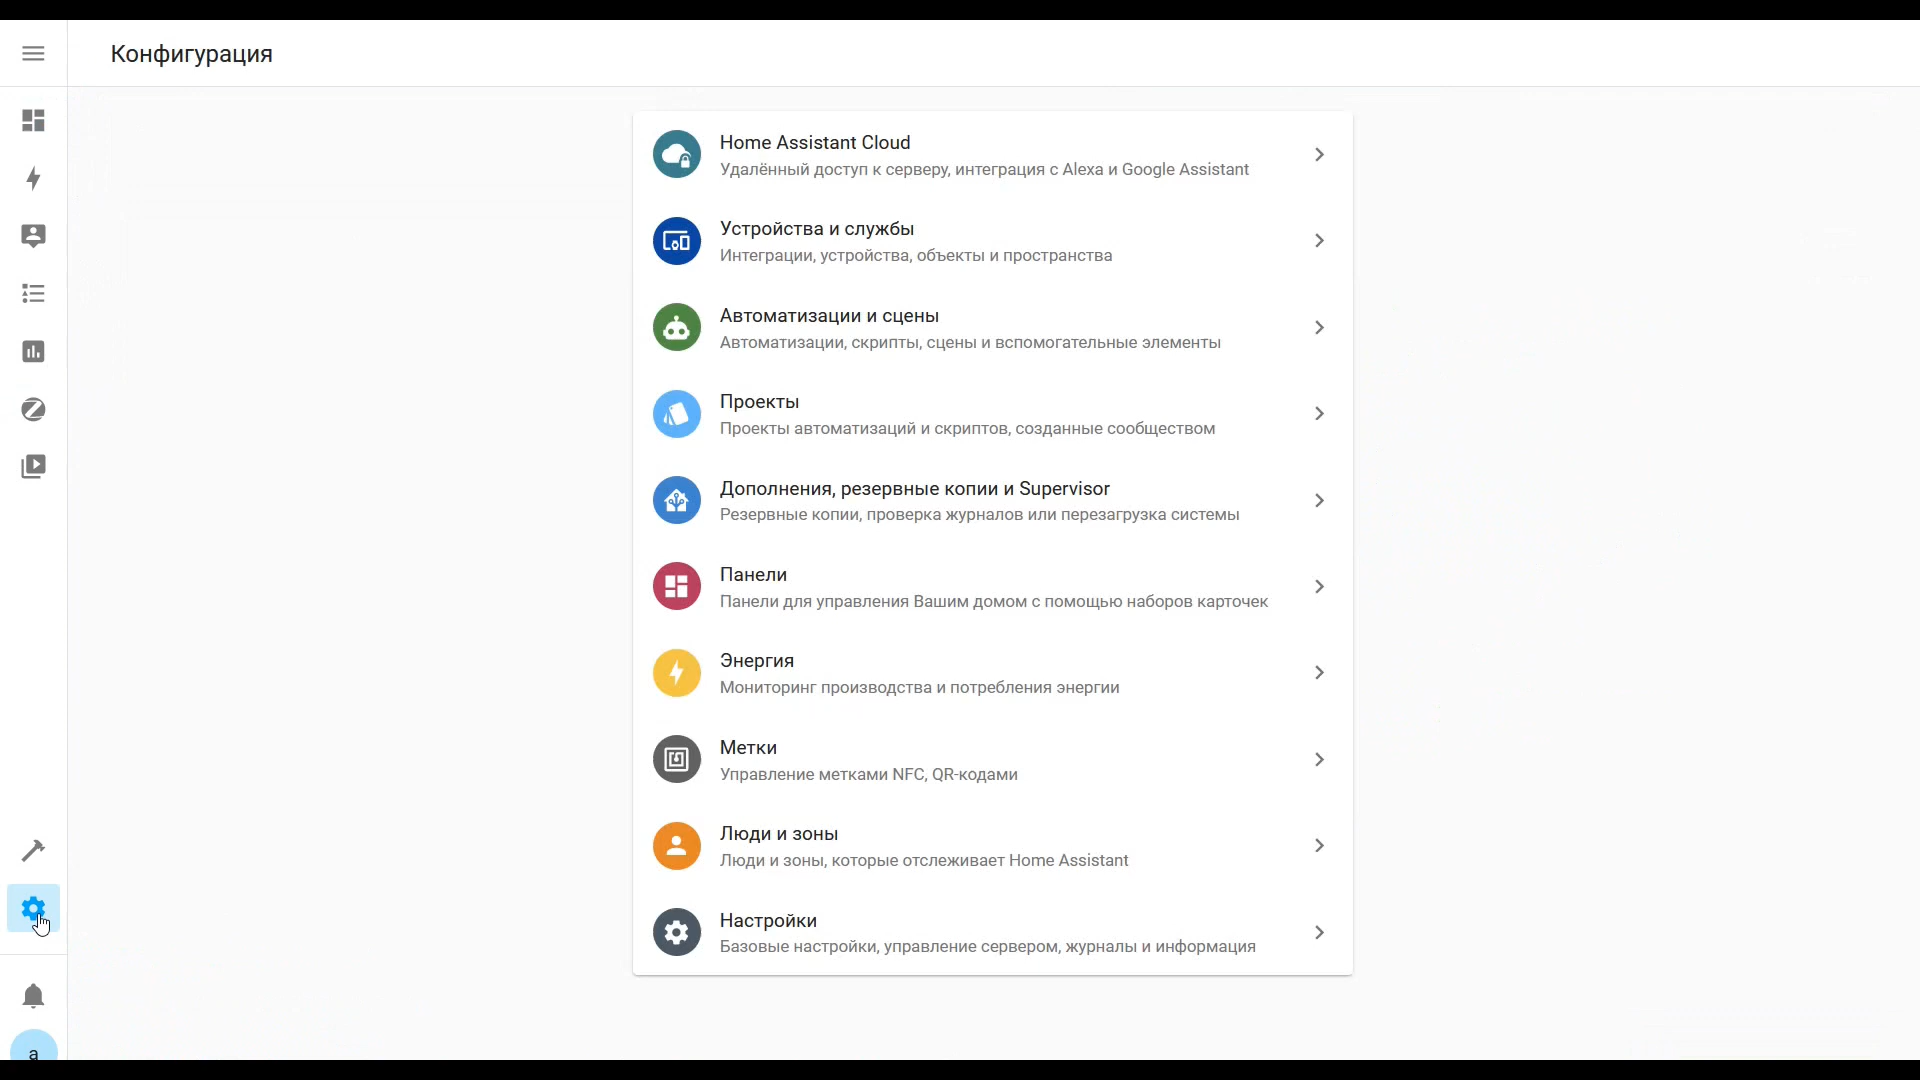 Конфигурация
Home Assistant Cloud
Удалённый доступ к серверу, интеграция с Alexa и Google Assistant
Устройства и службы
Интеграции, устройства, объекты и пространства
Автоматизации и сцены
Автоматизации, скрипты, сцены и вспомогательные элементы
Проекты
Проекты автоматизаций и скриптов, созданные сообществом
Дополнения, резервные копии и Supervisor
Резервные копии, проверка журналов или перезагрузка системы
Панели
Панели для управления Вашим домом с помощью наборов карточек
Энергия
Мониторинг производства и потребления энергии
Метки
Управление метками NFC, QR-кодами
Люди и зоны
Люди и зоны, которые отслеживает Home Assistant
Настройки
Базовые настройки, управление сервером, журналы и информация
a